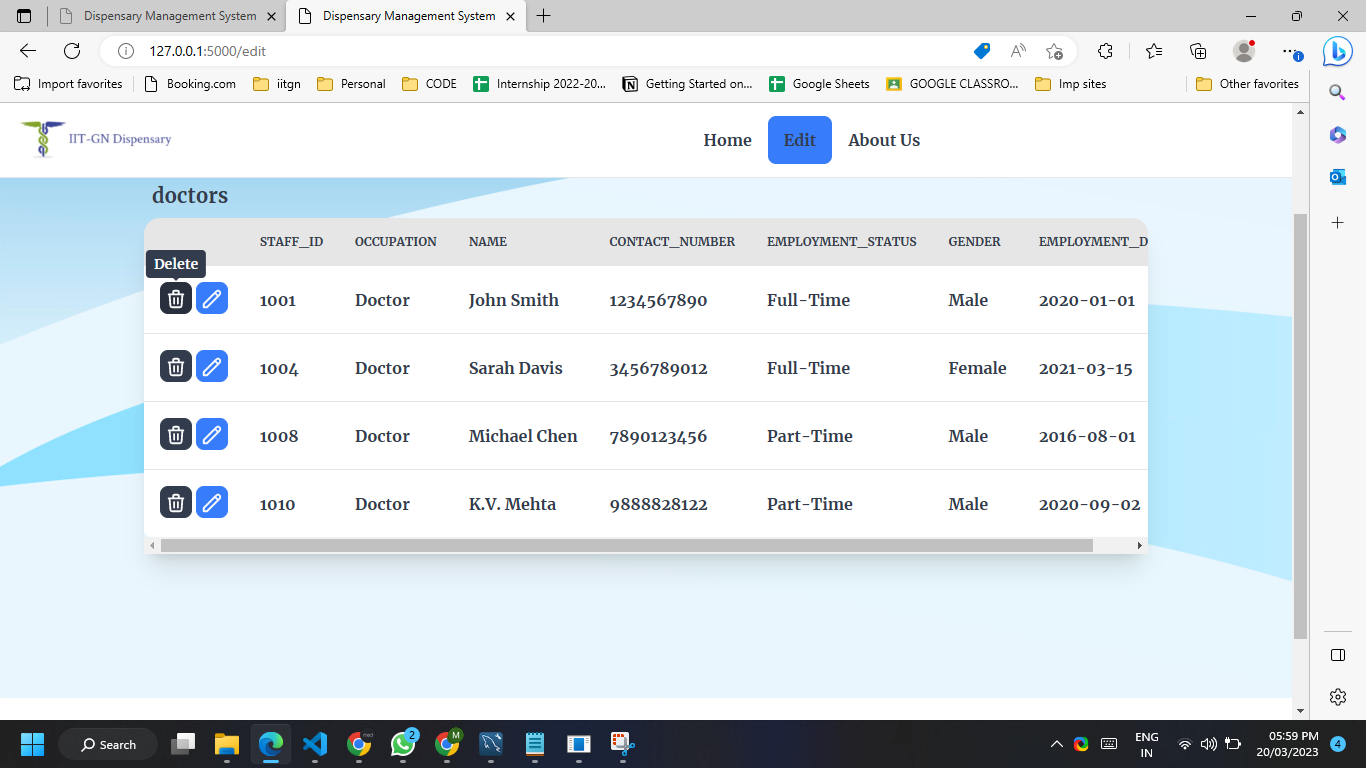 Dispensary Management System
Dispensary Management System
127.0.0.1:5000/edit
Import favorites
Booking.com
iitgn
Personal
CODE
Internship 2022-20...
Getting Started on...
Google Sheets
GOOGLE CLASSRO...
Imp sites
Other favorites
IIT-GN Dispensary
Home
Edit
About Us
doctors
STAFF_ID OCCUPATION NAME CONTACT_NUMBER EMPLOYMENT_STATUS GENDER EMPLOYMENT_D
Delete
1001 Doctor John Smith 1234567890 Full-Time Male 2020-01-01
1004 Doctor Sarah Davis 3456789012 Full-Time Female 2021-03-15
1008 Doctor Michael Chen 7890123456 Part-Time Male 2016-08-01
1010 Doctor K.V. Mehta 9888828122 Part-Time Male 2020-09-02
Search
med
2
M
ENG
IN
05:59 PM
20/03/2023
4